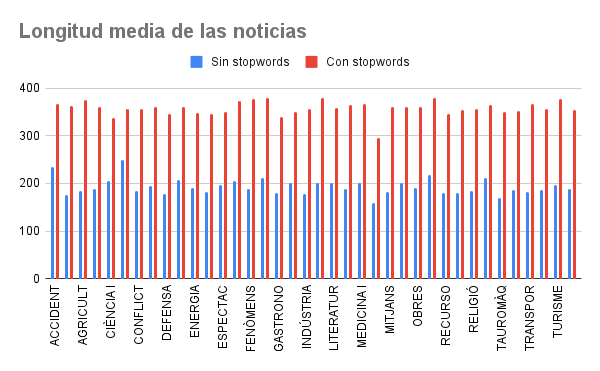 Longitud media de las noticias
Sin stopwords Con stopwords
400
300
200
100
0
ACCIDENT
AGRICULT
CIÈNCIA I
CONFLICT
DEFENSA
ENERGIA
ESPECTAC
FENÒMENS
GASTRONO
INDÚSTRIA
LITERATUR
MEDICINA I
MITJANS
OBRES
RECURSO
RELIGIÓ
TAUROMÀQ
TRANSPOR
TURISME